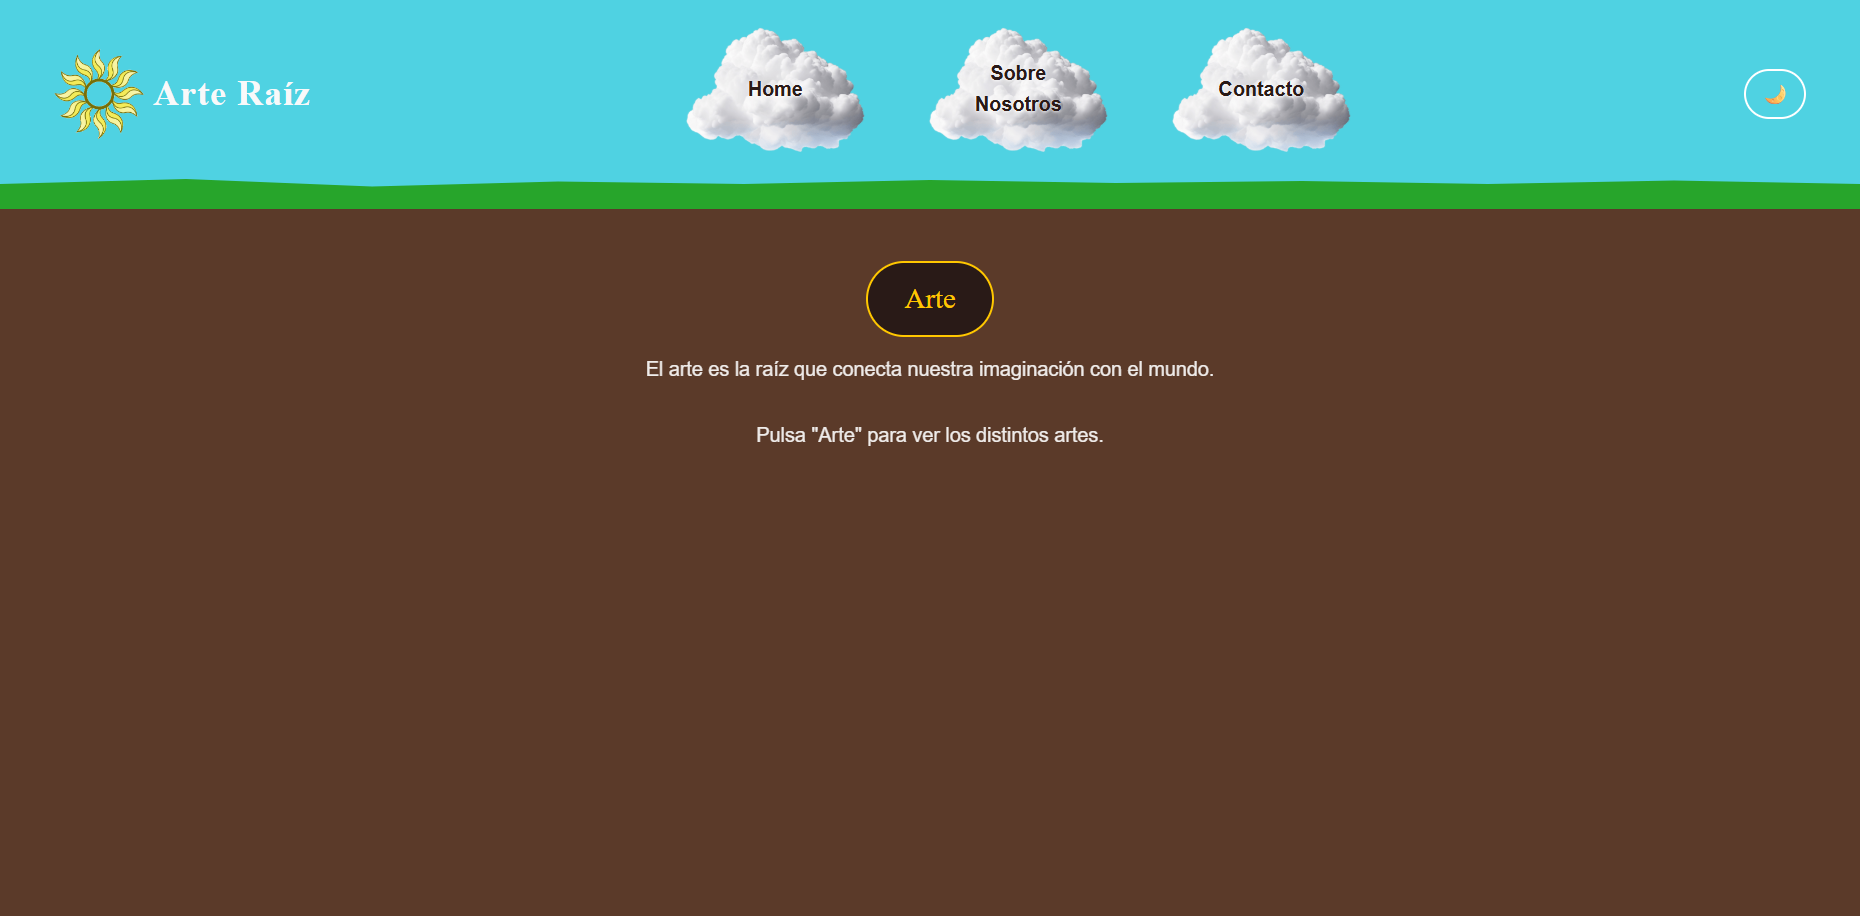 Arte Raíz
Home
Sobre
Nosotros
Contacto
Arte
El arte es la raíz que conecta nuestra imaginación con el mundo.
Pulsa "Arte" para ver los distintos artes.